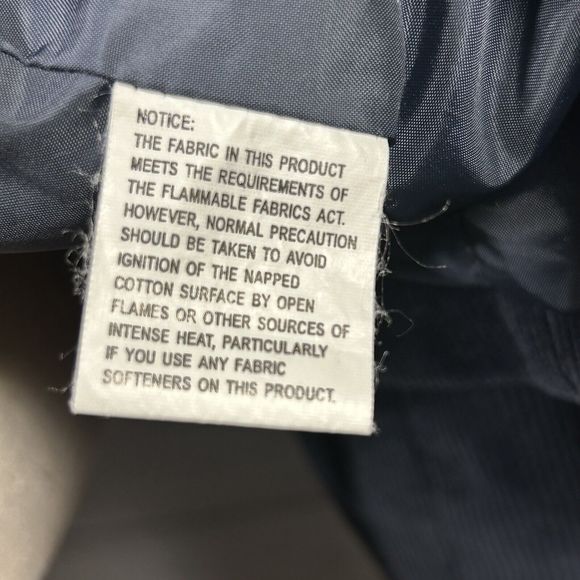 NOTICE:
THE FABRIC IN THIS PRODUCT
MEETS THE REQUIREMENTS OF
THE FLAMMABLE FABRICS ACT.
HOWEVER, NORMAL PRECAUTION
SHOULD BE TAKEN TO AVOID
IGNITION OF THE NAPPED
COTTON SURFACE BY OPEN
FLAMES OR OTHER SOURCES OF
INTENSE HEAT, PARTICULARLY
IF YOU USE ANY FABRIC
SOFTENERS ON THIS PRODUCT.